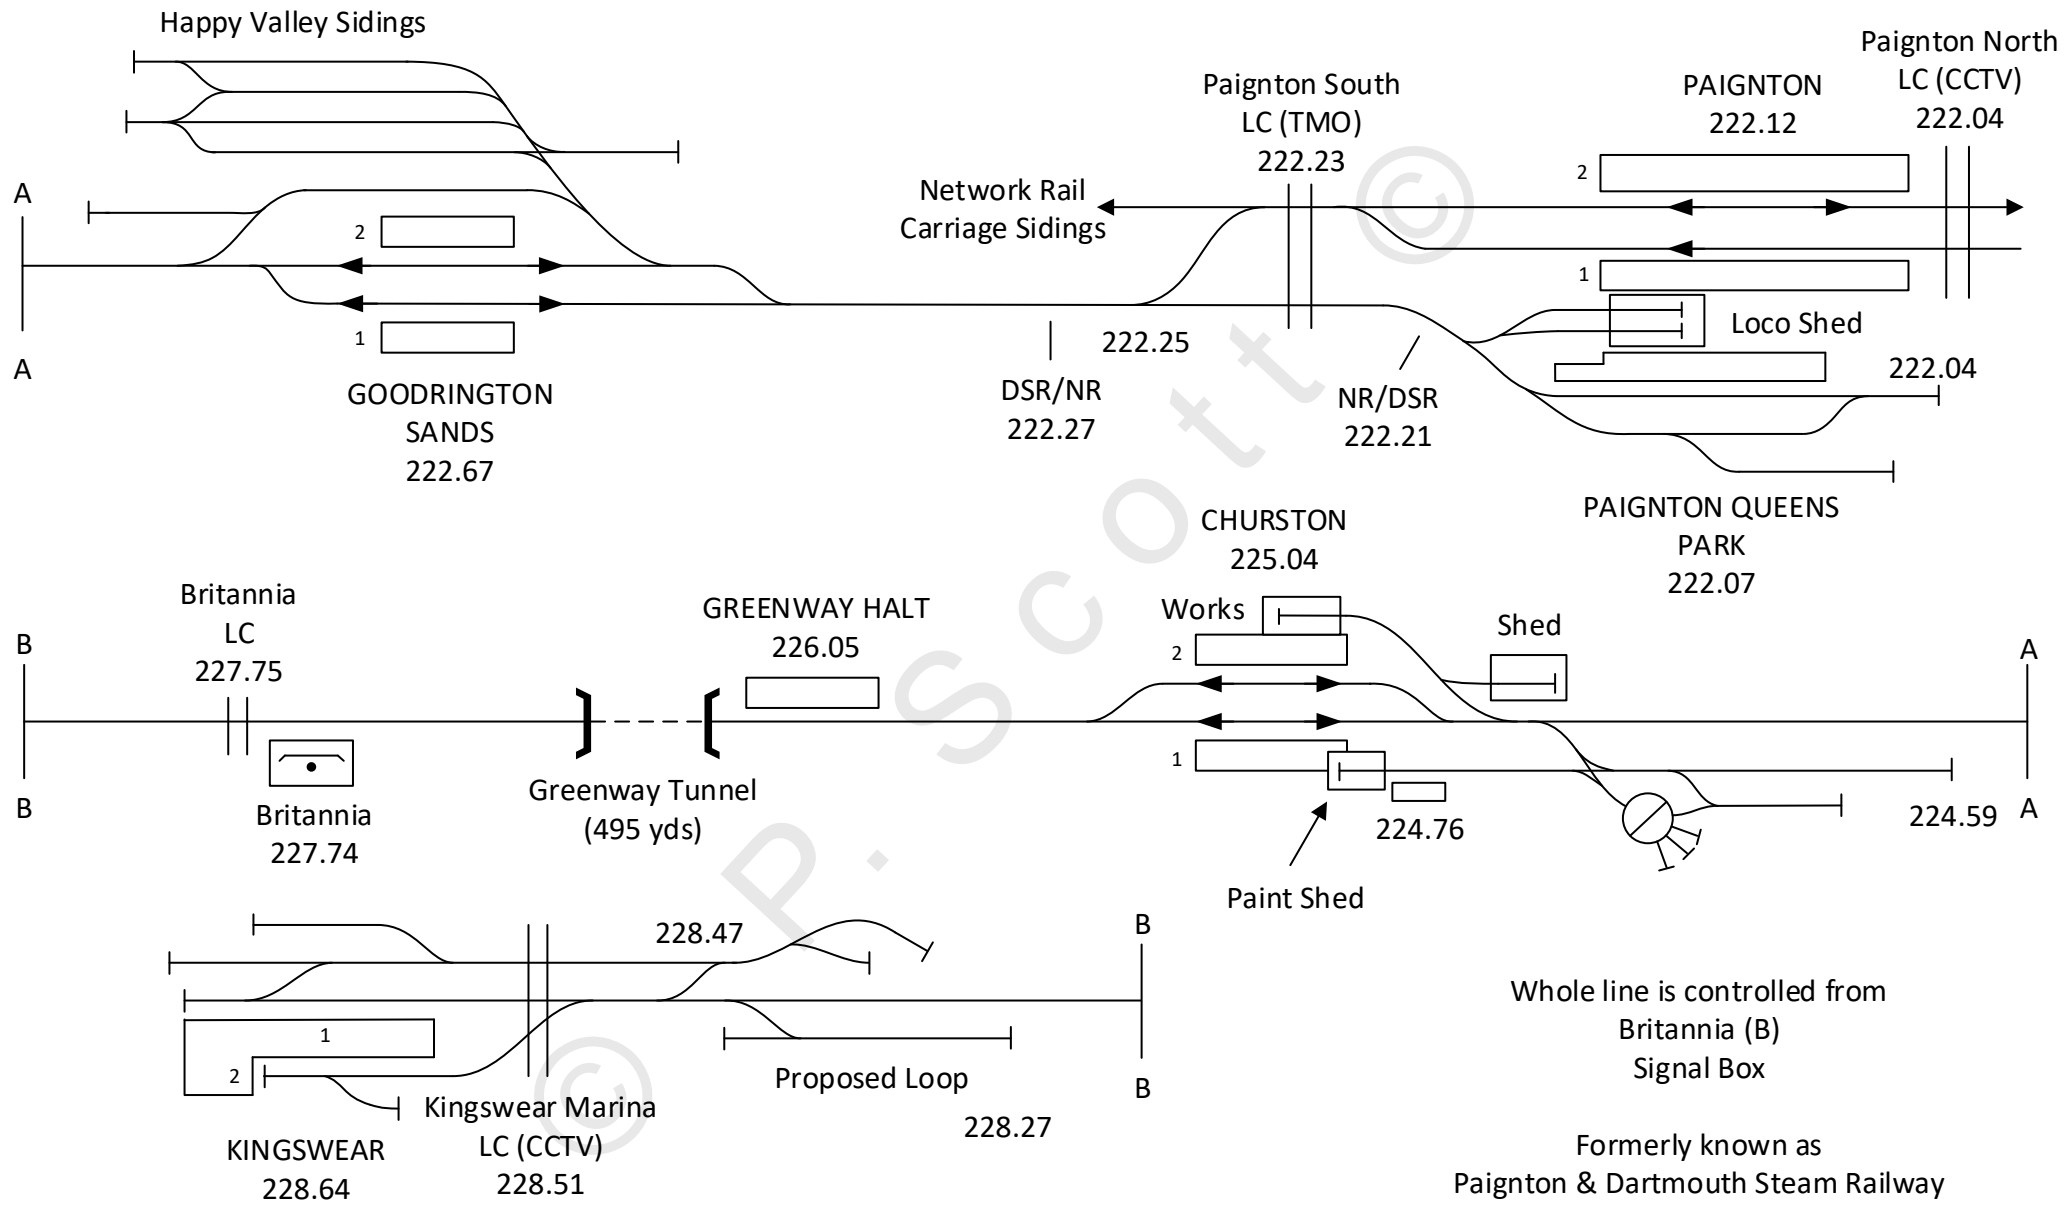 Happy Valley Sidings
Paignton North
LC (CCTV)
222.04
Paignton South
LC (TMO)
222.23
PAIGNTON
222.12
2
1
Network Rail
Carriage Sidings
A
A
2
1
GOODRINGTON
SANDS
222.67
222.25
DSR/NR
222.27
NR/DSR
222.21
Loco Shed
222.04
PAIGNTON QUEENS
PARK
222.07
B
B
Britannia
LC
227.75
Britannia
227.74
GREENWAY HALT
226.05
Greenway Tunnel
(495 yds)
CHURSTON
225.04
Works
2
1
Shed
224.76
Paint Shed
224.59
A
A
228.47
B
B
1
2
KINGSWEAR
228.64
Kingswear Marina
LC (CCTV)
228.51
Proposed Loop
228.27
Whole line is controlled from
Britannia (B)
Signal Box
Formerly known as
Paignton & Dartmouth Steam Railway
© P. Scott ©